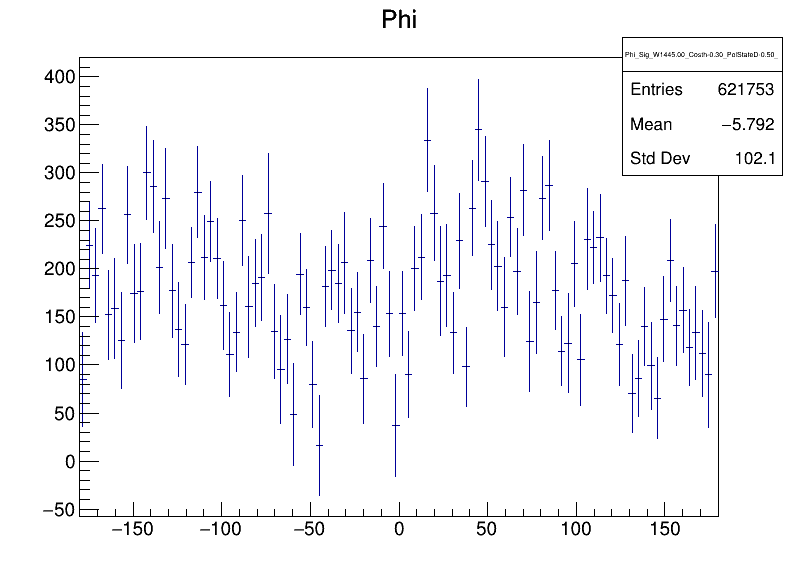 Phi
Phi_Sig_W1445.00_Costh-0.30_PolStateD-0.50_
Entries 621753
Mean −5.792
Std Dev 102.1
400
350
300
250
200
150
100
50
0
−50
−150 −100 −50 0 50 100 150